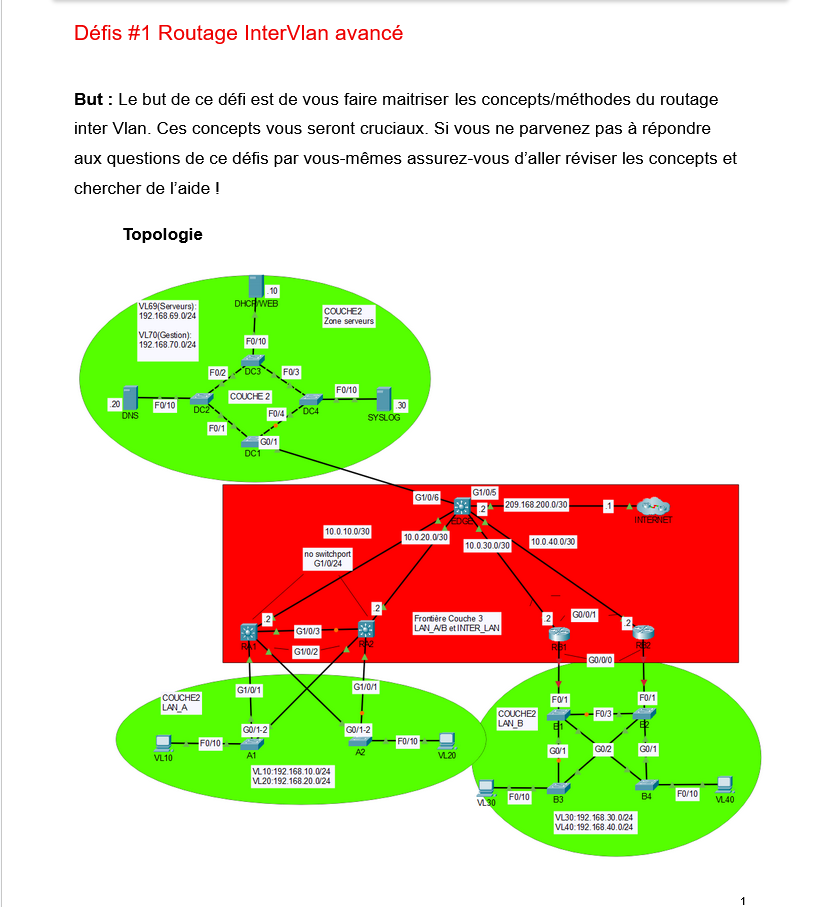 Défis #1 Routage InterVlan avancé
But : Le but de ce défi est de vous faire maitriser les concepts/méthodes du routage
inter Vlan. Ces concepts vous seront cruciaux. Si vous ne parvenez pas à répondre
aux questions de ce défis par vous-mêmes assurez-vous d'aller réviser les concepts et
chercher de l'aide !
Topologie
.10
DHCP/WEB
VL69(Serveurs):
192.168.69.0/24
VL70(Gestion):
192.168.70.0/24
COUCHE2
Zone serveurs
F0/10
DC3
F0/2
F0/3
COUCHE 2
F0/10
.20
DNS
F0/10
DC2
F0/4
DC4
.30
SYSLOG
F0/1
G0/1
DC1
G1/0/6
G1/0/5
.2
EDGE
209.168.200.0/30
.1
INTERNET
10.0.10.0/30
10.0.20.0/30
10.0.30.0/30
10.0.40.0/30
no switchport
G1/0/24
.2
.2
Frontière Couche 3
LAN_A/B et INTER_LAN
.2
G0/0/1
.2
RA1
G1/0/3
RA2
G1/0/2
RB1
RB2
G0/0/0
COUCHE2
LAN_A
G1/0/1
G1/0/1
G0/1-2
G0/1-2
VL10
F0/10
A1
A2
F0/10
VL20
VL10:192.168.10.0/24
VL20:192.168.20.0/24
COUCHE2
LAN_B
F0/1
F0/1
B1
F0/3
B2
G0/1
G0/2
G0/1
VL30
F0/10
B3
B4
F0/10
VL40
VL30:192.168.30.0/24
VL40:192.168.40.0/24
1